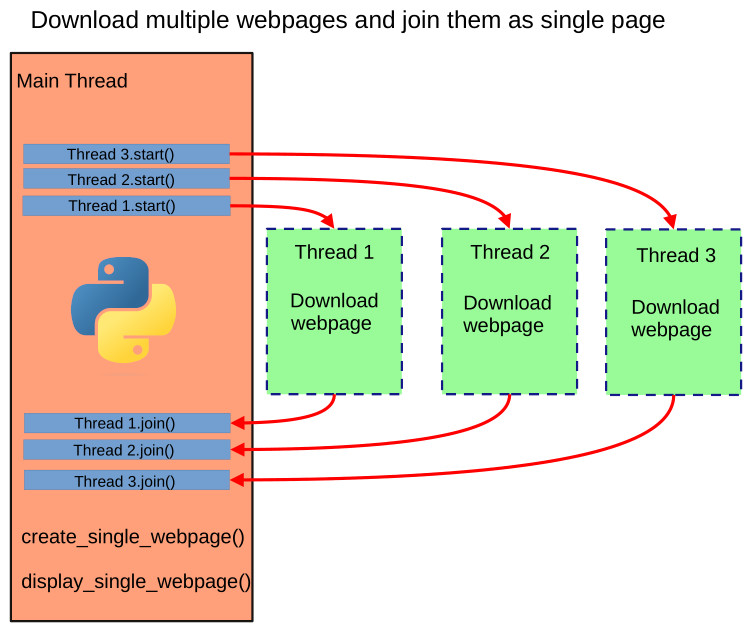 Download multiple webpages and join them as single page
Main Thread
Thread 3.start()
Thread 2.start()
Thread 1.start()
Thread 1
Download
webpage
Thread 2
Download
webpage
Thread 3
Download
webpage
Thread 1.join()
Thread 2.join()
Thread 3.join()
create_single_webpage()
display_single_webpage()